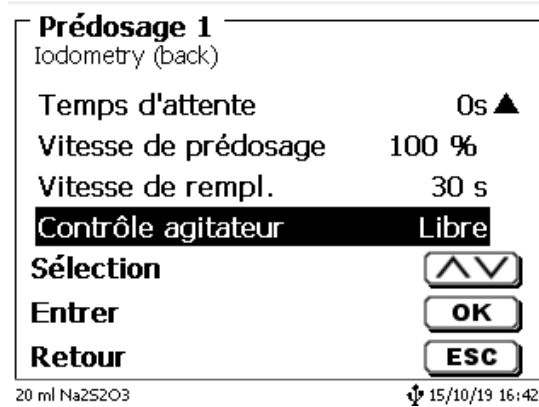 Prédosage 1
Iodometry (back)
Temps d'attente 0s▲
Vitesse de prédosage 100 %
Vitesse de rempl. 30 s
Contrôle agitateur Libre
Sélection
Entrer OK
Retour ESC
20 ml Na2S2O3 15/10/19 16:42